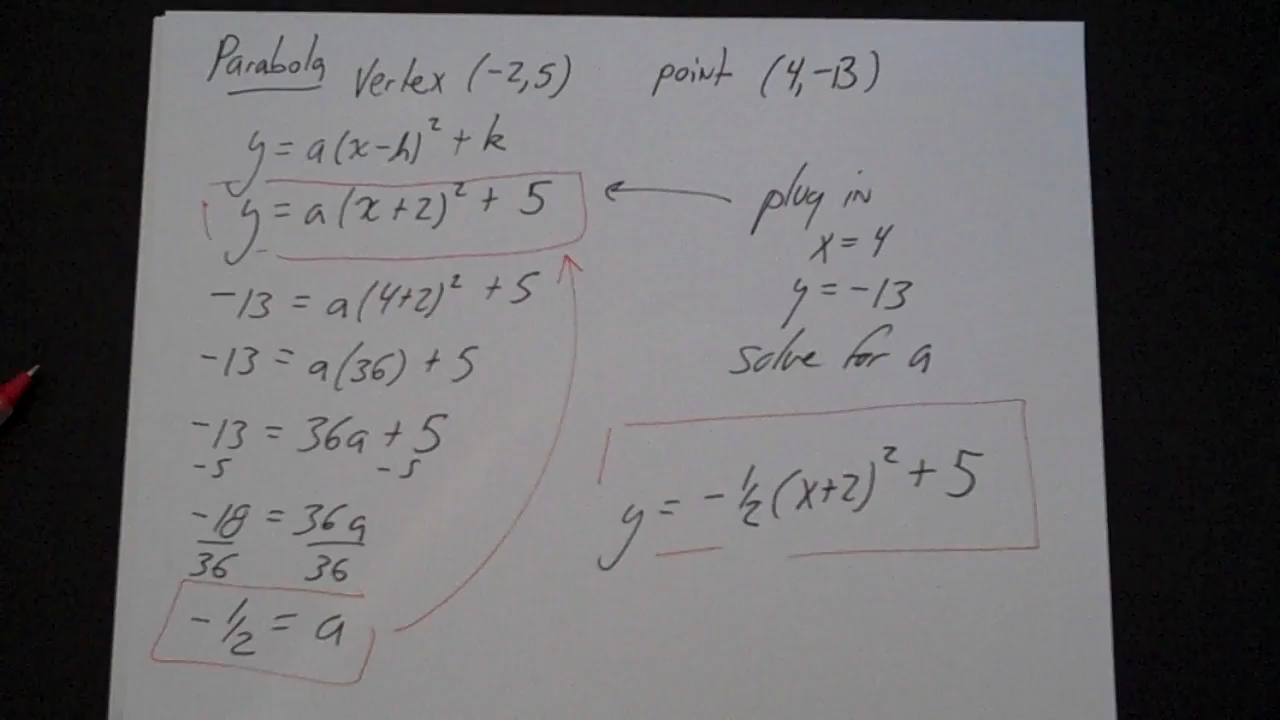 Parabola Vertex (-2,5) point (4,-13)
y = a(x-h)² + k
y = a(x+2)² + 5
-13 = a(4+2)² + 5
-13 = a(36) + 5
-13 = 36a + 5
-5 -5
-18 = 36a
36 36
-1/2 = a
plug in
x = 4
y = -13
solve for a
y = -1/2(x+2)² + 5